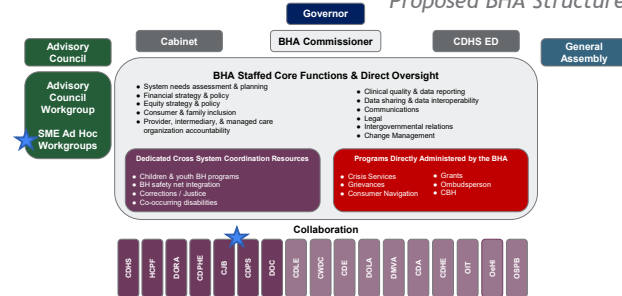 Proposed BHA Structure
Governor
Cabinet
BHA Commissioner
CDHS ED
Advisory
Council
General
Assembly
Advisory
Council
Workgroup
SME Ad Hoc
Workgroups
BHA Staffed Core Functions & Direct Oversight
• System needs assessment & planning
• Financial strategy & policy
• Equity strategy & policy
• Consumer & family inclusion
• Provider, intermediary, & managed care
organization accountability
• Clinical quality & data reporting
• Data sharing & data interoperability
• Communications
• Legal
• Intergovernmental relations
• Change Management
Dedicated Cross System Coordination Resources
• Children & youth BH programs
• BH safety net integration
• Corrections / Justice
• Co-occurring disabilities
Programs Directly Administered by the BHA
• Crisis Services
• Grievances
• Consumer Navigation
• Grants
• Ombudsperson
• CBH
Collaboration
CDHS
HCPF
DORA
CDPHE
CJB
CDPS
DOC
CDLE
CWDC
CDE
DOLA
DMVA
CDA
CDHE
OIT
OeHI
OSPB